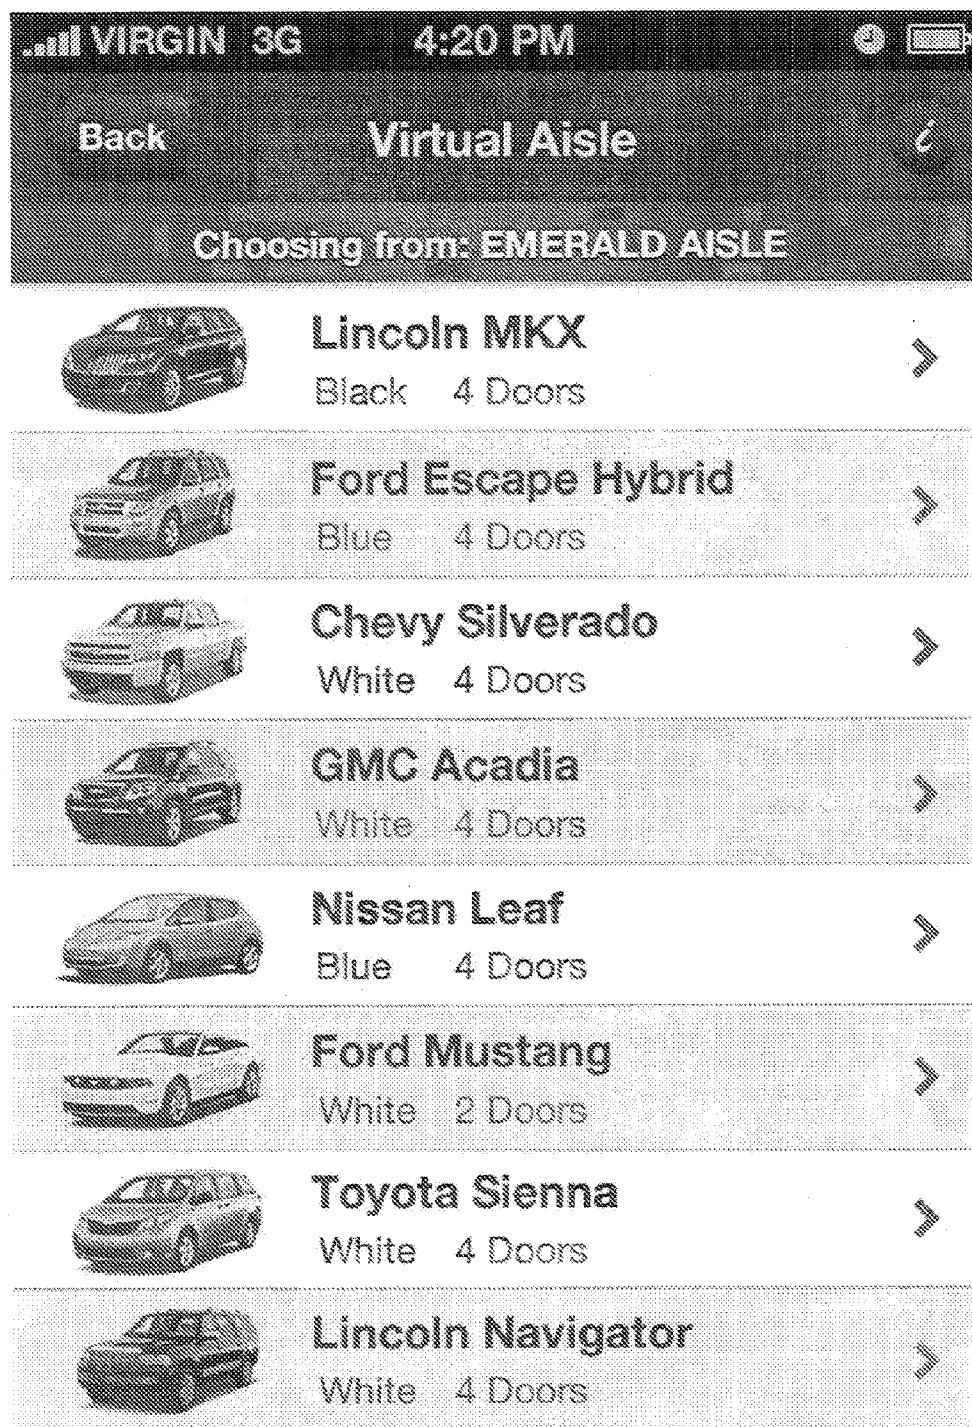 VIRGIN 3G 4:20 PM
Back Virtual Aisle i
Choosing from: EMERALD AISLE
Lincoln MKX
Black 4 Doors
Ford Escape Hybrid
Blue 4 Doors
Chevy Silverado
White 4 Doors
GMC Acadia
White 4 Doors
Nissan Leaf
Blue 4 Doors
Ford Mustang
White 2 Doors
Toyota Sienna
White 4 Doors
Lincoln Navigator
White 4 Doors